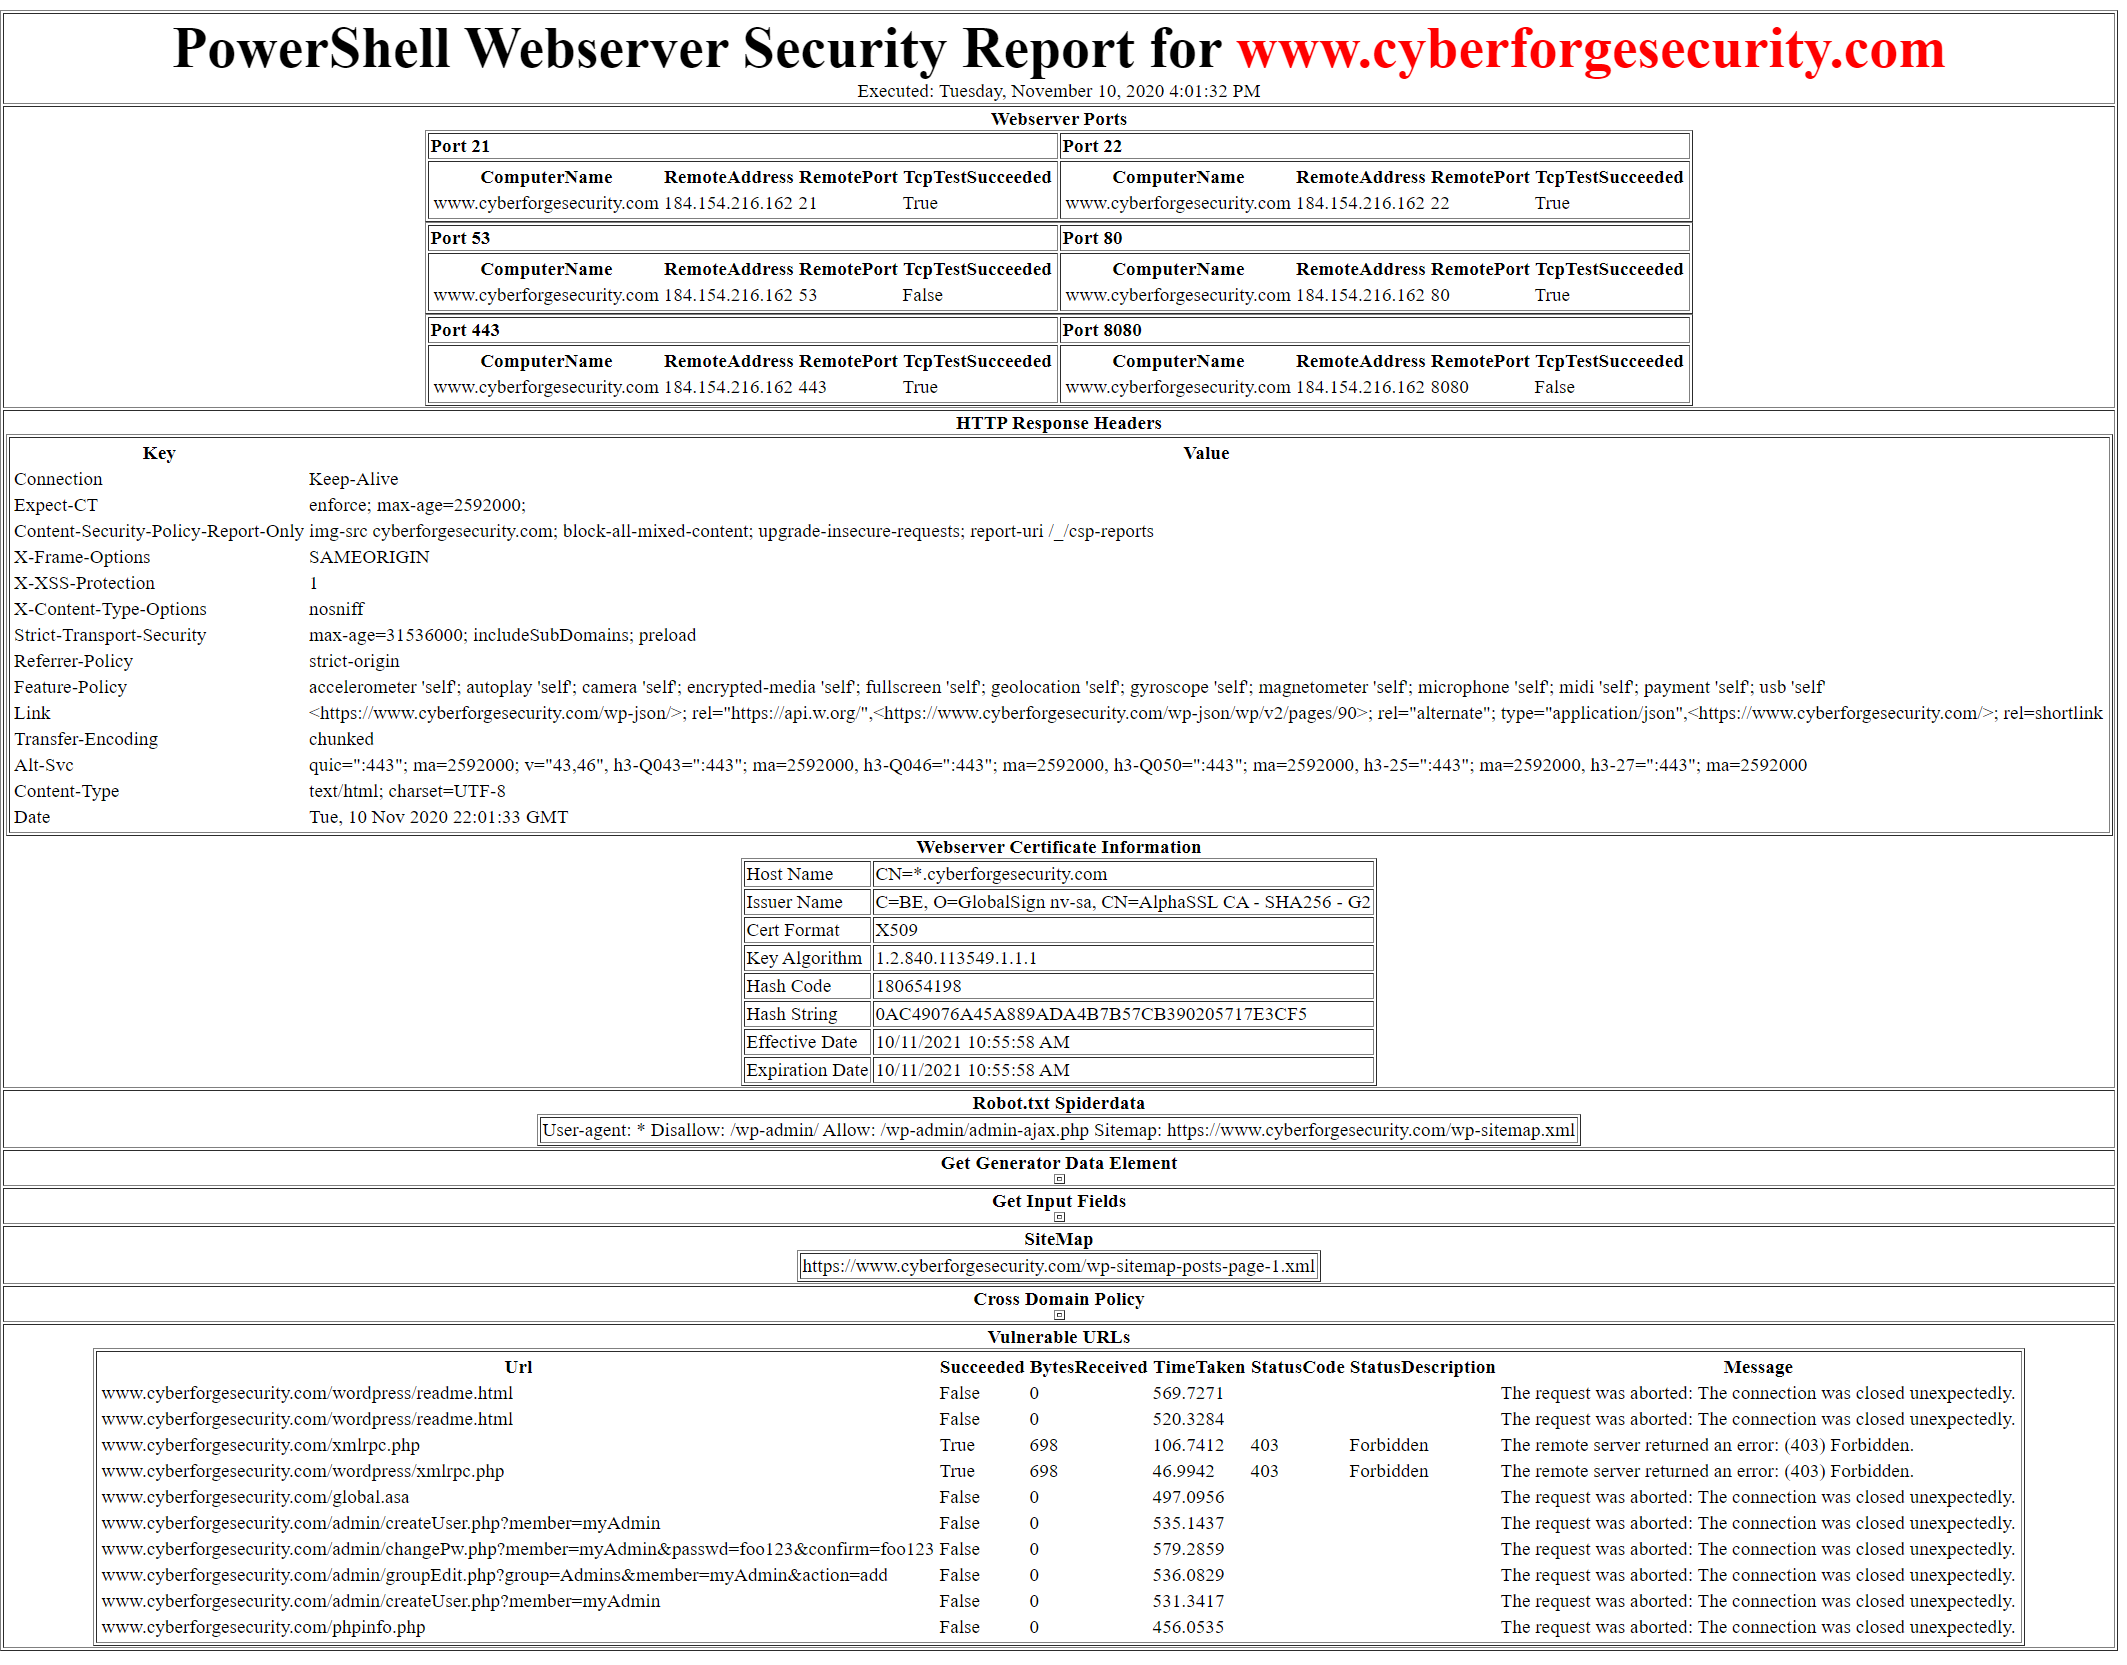 PowerShell Webserver Security Report for www.cyberforgesecurity.com
Executed: Tuesday, November 10, 2020 4:01:32 PM
Webserver Ports
Port 21 Port 22
ComputerName RemoteAddress RemotePort TcpTestSucceeded ComputerName RemoteAddress RemotePort TcpTestSucceeded
www.cyberforgesecurity.com 184.154.216.162 21 True www.cyberforgesecurity.com 184.154.216.162 22 True
Port 53 Port 80
ComputerName RemoteAddress RemotePort TcpTestSucceeded ComputerName RemoteAddress RemotePort TcpTestSucceeded
www.cyberforgesecurity.com 184.154.216.162 53 False www.cyberforgesecurity.com 184.154.216.162 80 True
Port 443 Port 8080
ComputerName RemoteAddress RemotePort TcpTestSucceeded ComputerName RemoteAddress RemotePort TcpTestSucceeded
www.cyberforgesecurity.com 184.154.216.162 443 True www.cyberforgesecurity.com 184.154.216.162 8080 False
HTTP Response Headers
Key Value
Connection Keep-Alive
Expect-CT enforce; max-age=2592000;
Content-Security-Policy-Report-Only img-src cyberforgesecurity.com; block-all-mixed-content; upgrade-insecure-requests; report-uri /_/csp-reports
X-Frame-Options SAMEORIGIN
X-XSS-Protection 1
X-Content-Type-Options nosniff
Strict-Transport-Security max-age=31536000; includeSubDomains; preload
Referrer-Policy strict-origin
Feature-Policy accelerometer 'self'; autoplay 'self'; camera 'self'; encrypted-media 'self'; fullscreen 'self'; geolocation 'self'; gyroscope 'self'; magnetometer 'self'; microphone 'self'; midi 'self'; payment 'self'; usb 'self'
Link <https://www.cyberforgesecurity.com/wp-json/>; rel="https://api.w.org/",<https://www.cyberforgesecurity.com/wp-json/wp/v2/pages/90>; rel="alternate"; type="application/json",<https://www.cyberforgesecurity.com/>; rel=shortlink
Transfer-Encoding chunked
Alt-Svc quic=":443"; ma=2592000; v="43,46", h3-Q043=":443"; ma=2592000, h3-Q046=":443"; ma=2592000, h3-Q050=":443"; ma=2592000, h3-25=":443"; ma=2592000, h3-27=":443"; ma=2592000
Content-Type text/html; charset=UTF-8
Date Tue, 10 Nov 2020 22:01:33 GMT
Webserver Certificate Information
Host Name CN=*.cyberforgesecurity.com
Issuer Name C=BE, O=GlobalSign nv-sa, CN=AlphaSSL CA - SHA256 - G2
Cert Format X509
Key Algorithm 1.2.840.113549.1.1.1
Hash Code 180654198
Hash String 0AC49076A45A889ADA4B7B57CB390205717E3CF5
Effective Date 10/11/2021 10:55:58 AM
Expiration Date 10/11/2021 10:55:58 AM
Robot.txt Spiderdata
User-agent: * Disallow: /wp-admin/ Allow: /wp-admin/admin-ajax.php Sitemap: https://www.cyberforgesecurity.com/wp-sitemap.xml
Get Generator Data Element
Get Input Fields
SiteMap
https://www.cyberforgesecurity.com/wp-sitemap-posts-page-1.xml
Cross Domain Policy
Vulnerable URLs
Url Succeeded BytesReceived TimeTaken StatusCode StatusDescription Message
www.cyberforgesecurity.com/wordpress/readme.html False 0 569.7271 The request was aborted: The connection was closed unexpectedly.
www.cyberforgesecurity.com/wordpress/readme.html False 0 520.3284 The request was aborted: The connection was closed unexpectedly.
www.cyberforgesecurity.com/xmlrpc.php True 698 106.7412 403 Forbidden The remote server returned an error: (403) Forbidden.
www.cyberforgesecurity.com/wordpress/xmlrpc.php True 698 46.9942 403 Forbidden The remote server returned an error: (403) Forbidden.
www.cyberforgesecurity.com/global.asa False 0 497.0956 The request was aborted: The connection was closed unexpectedly.
www.cyberforgesecurity.com/admin/createUser.php?member=myAdmin False 0 535.1437 The request was aborted: The connection was closed unexpectedly.
www.cyberforgesecurity.com/admin/changePw.php?member=myAdmin&passwd=foo123&confirm=foo123 False 0 579.2859 The request was aborted: The connection was closed unexpectedly.
www.cyberforgesecurity.com/admin/groupEdit.php?group=Admins&member=myAdmin&action=add False 0 536.0829 The request was aborted: The connection was closed unexpectedly.
www.cyberforgesecurity.com/admin/createUser.php?member=myAdmin False 0 531.3417 The request was aborted: The connection was closed unexpectedly.
www.cyberforgesecurity.com/phpinfo.php False 0 456.0535 The request was aborted: The connection was closed unexpectedly.